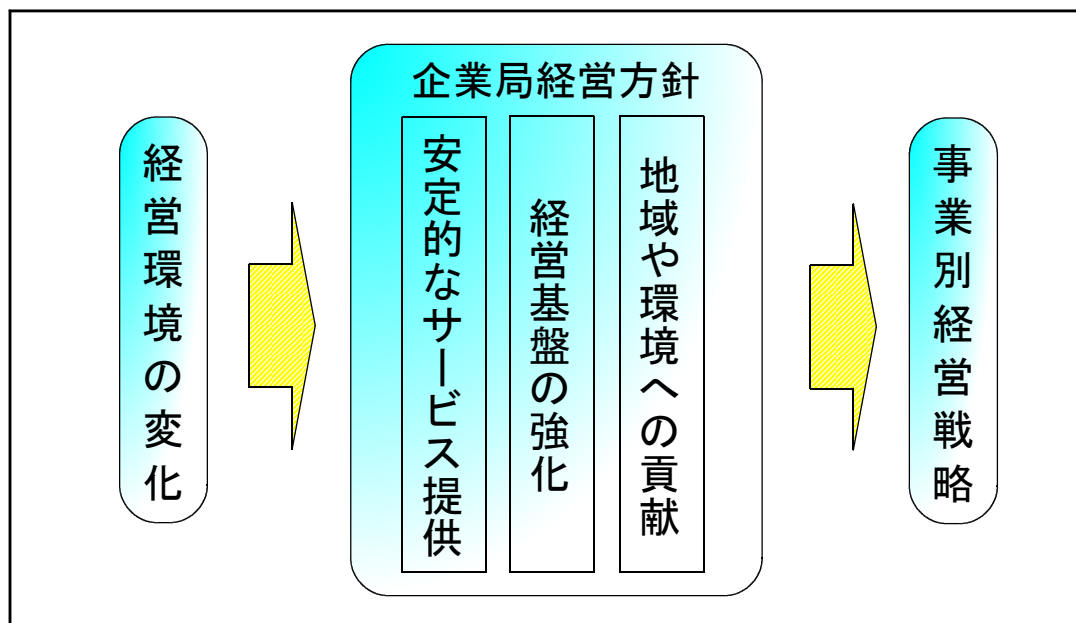 経営環境の変化
企業局経営方針
安定的なサービス提供
経営基盤の強化
地域や環境への貢献
事業別経営戦略